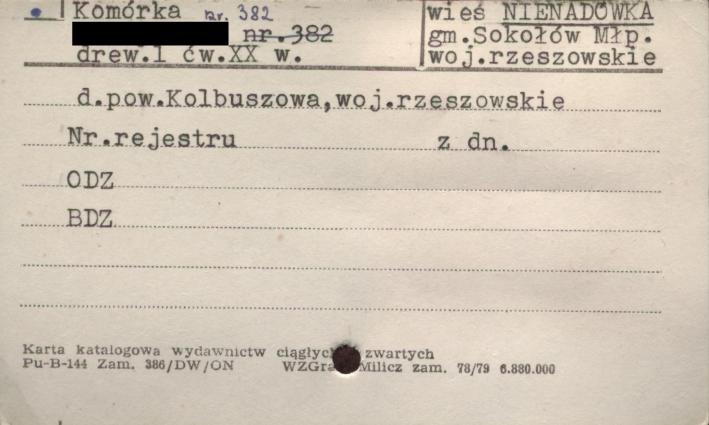 Komórka nr. 382
nr. 382
drew.1 ćw.XX w.
wieś NIENADÓWKA
gm.Sokołów Młp.
woj.rzeszowskie
d.pow.Kolbuszowa,woj.rzeszowskie
Nr.rejestru z dn.
ODZ
BDZ
Karta katalogowa wydawnictw ciągłych zwartych
Pu-B-144 Zam. 386/DW/ON WZGraf Milicz zam. 78/79 6.880.000